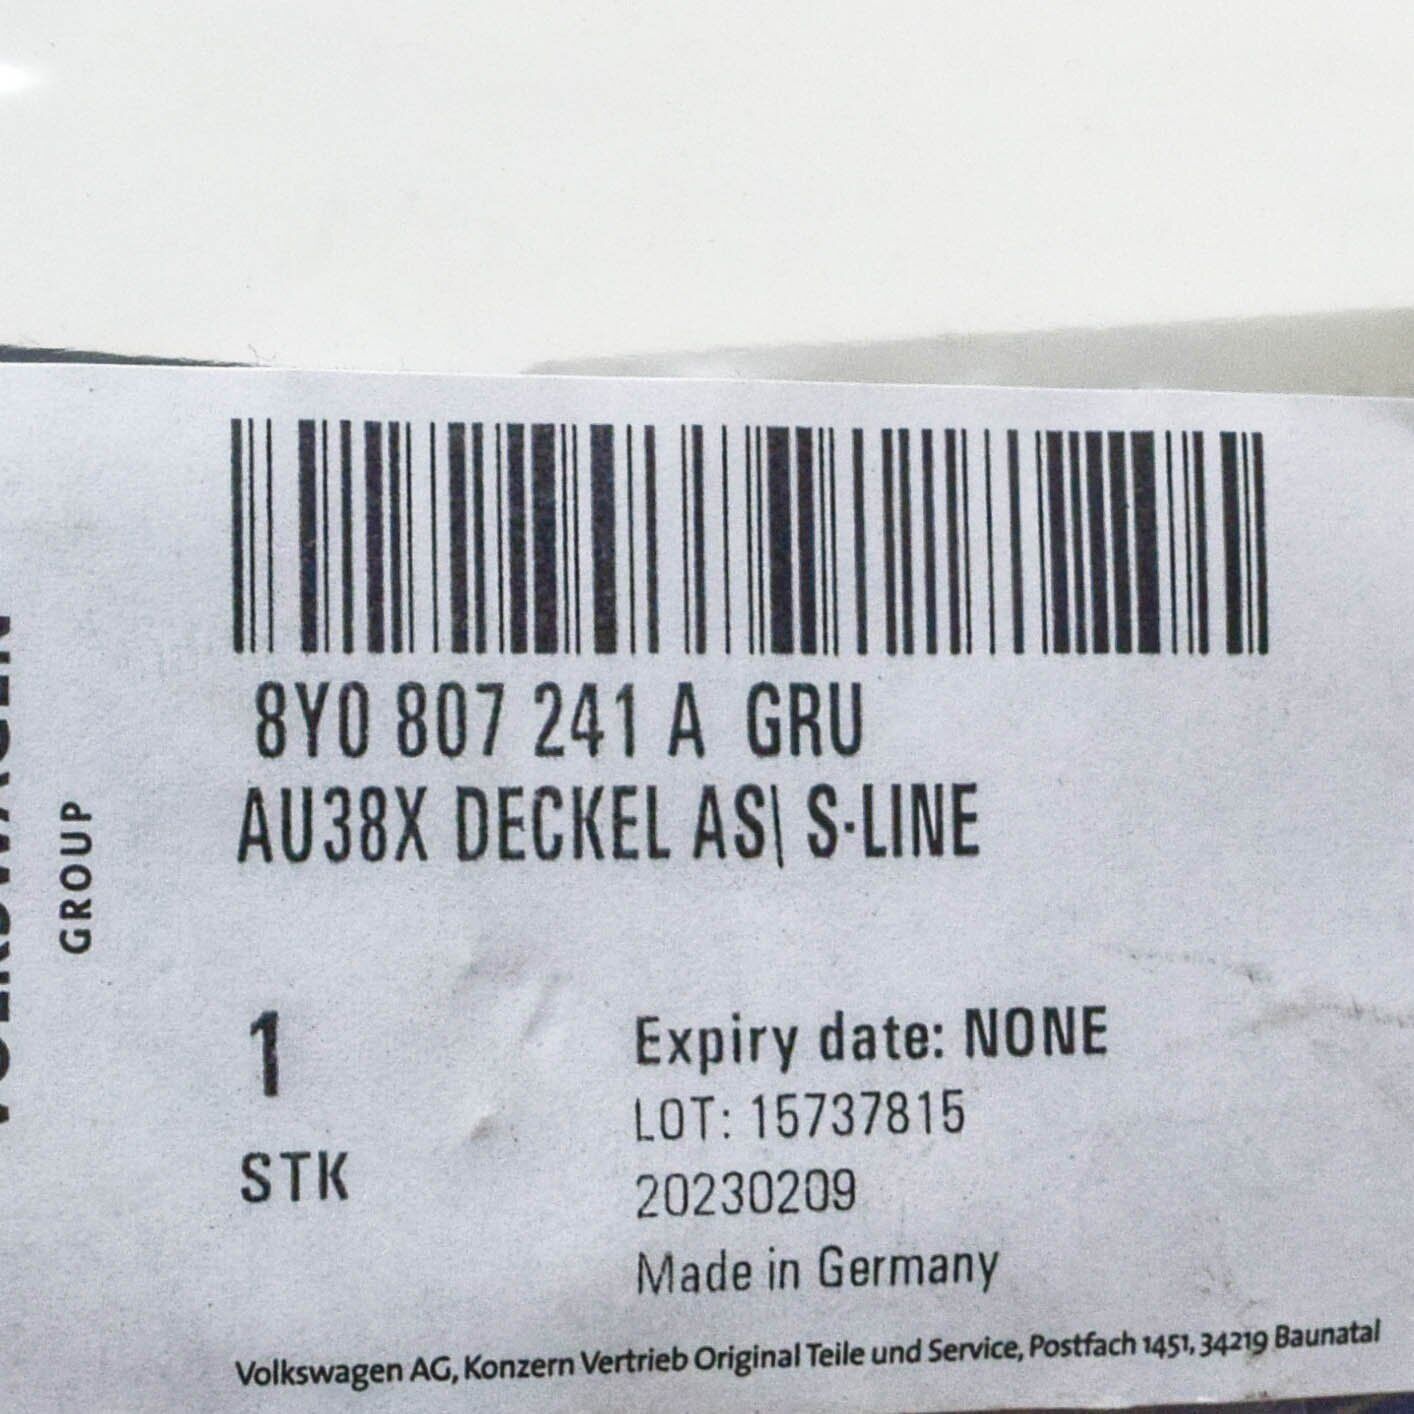 8Y0 807 241 A GRU
AU38X DECKEL AS\ S-LINE
GROUP
1
STK
Expiry date: NONE
LOT: 15737815
20230209
Made in Germany
Volkswagen AG, Konzern Vertrieb Original Teile und Service, Postfach 1451, 34219 Baunatal